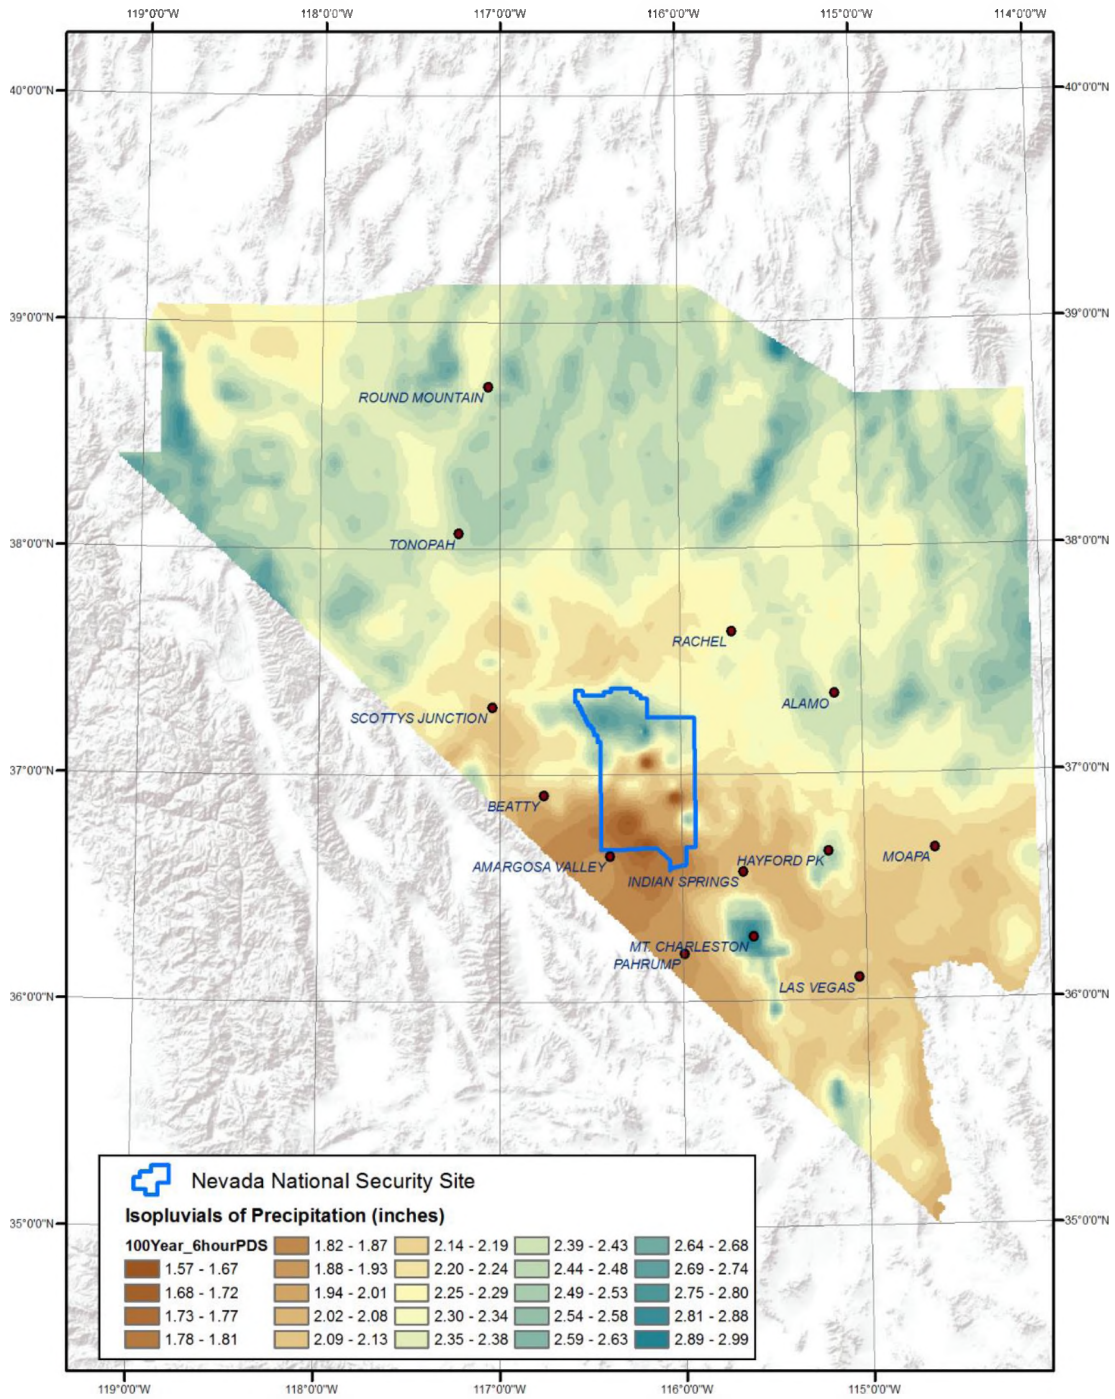 119°0'0"W 118°0'0"W 117°0'0"W 116°0'0"W 115°0'0"W 114°0'0"W
40°0'0"N 40°0'0"N
39°0'0"N 39°0'0"N
ROUND MOUNTAIN
38°0'0"N 38°0'0"N
TONOPAH
RACHEL
ALAMO
SCOTTYS JUNCTION
37°0'0"N 37°0'0"N
BEATTY
AMARGOSA VALLEY
HAYFORD PK
MOAPA
INDIAN SPRINGS
MT. CHARLESTON
PAHRUMP
LAS VEGAS
36°0'0"N 36°0'0"N
Nevada National Security Site
Isopluvials of Precipitation (inches)
35°0'0"N 35°0'0"N
100Year_6hourPDS 1.82 - 1.87 2.14 - 2.19 2.39 - 2.43 2.64 - 2.68
1.57 - 1.67 1.88 - 1.93 2.20 - 2.24 2.44 - 2.48 2.69 - 2.74
1.68 - 1.72 1.94 - 2.01 2.25 - 2.29 2.49 - 2.53 2.75 - 2.80
1.73 - 1.77 2.02 - 2.08 2.30 - 2.34 2.54 - 2.58 2.81 - 2.88
1.78 - 1.81 2.09 - 2.13 2.35 - 2.38 2.59 - 2.63 2.89 - 2.99
119°0'0"W 118°0'0"W 117°0'0"W 116°0'0"W 115°0'0"W